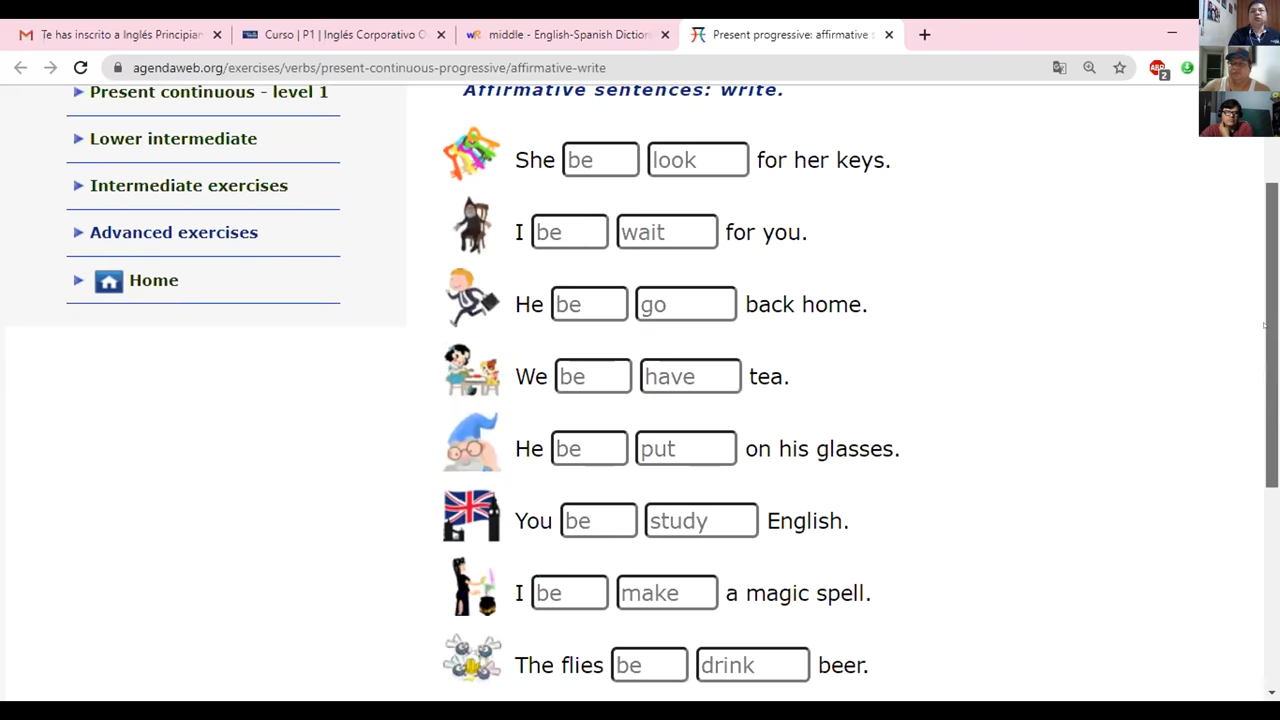 Te has inscrito a Inglés Principian
Curso | P1 | Inglés Corporativo O
middle - English-Spanish Diction
Present progressive: affirmative s
agendaweb.org/exercises/verbs/present-continuous-progressive/affirmative-write
ABP
2
Present continuous - level 1
Lower intermediate
Intermediate exercises
Advanced exercises
Home
Affirmative sentences: write.
She be look for her keys.
I be wait for you.
He be go back home.
We be have tea.
He be put on his glasses.
You be study English.
I be make a magic spell.
The flies be drink beer.